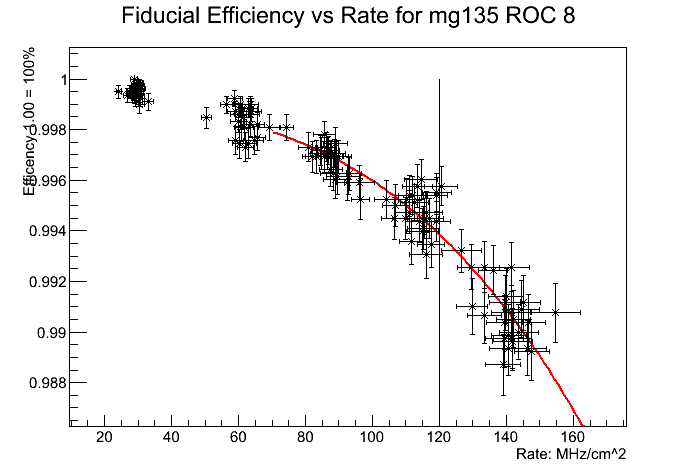 Fiducial Efficiency vs Rate for mg135 ROC 8
Efficency 1.00 = 100%
1
0.998
0.996
0.994
0.992
0.99
0.988
20 40 60 80 100 120 140 160
Rate: MHz/cm^2